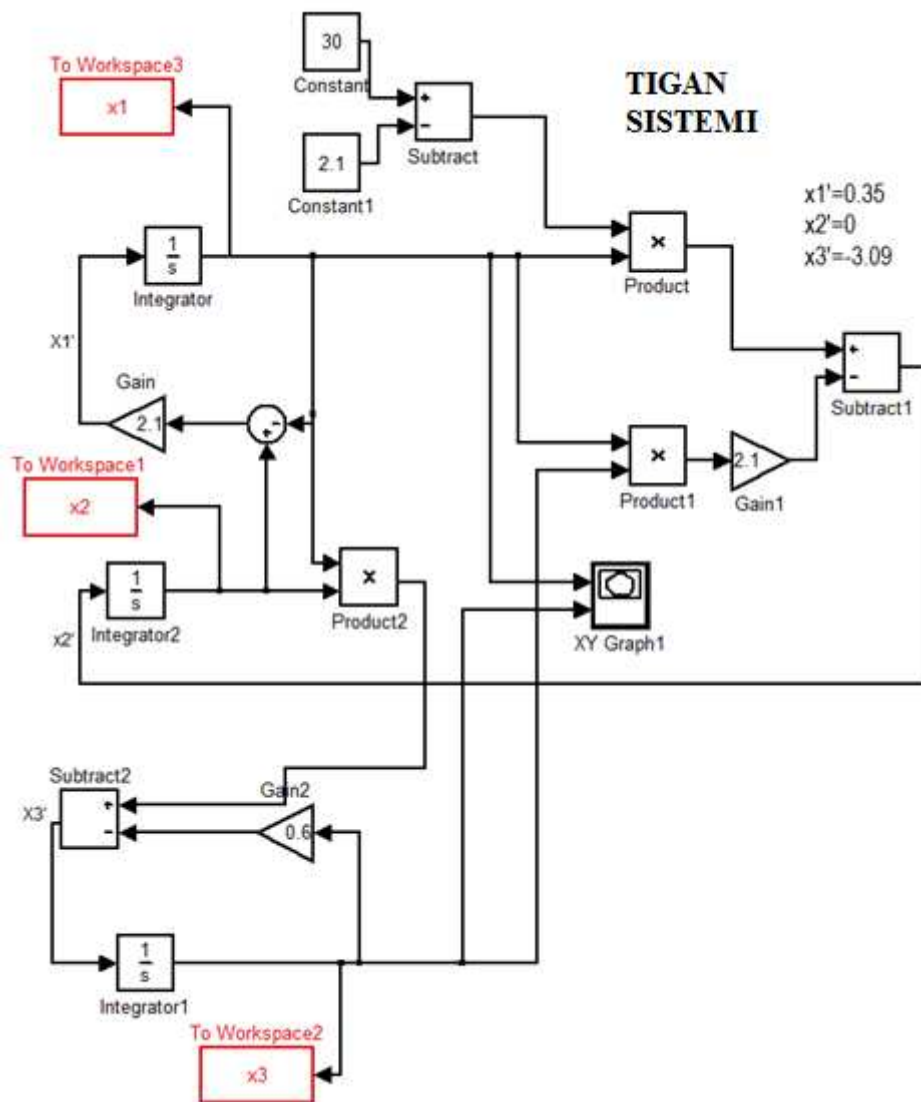 30
To Workspace3
Constant
TIGAN
SISTEMI
x1
+
-
Subtract
2.1
Constant1
x1'=0.35
x2'=0
x3'=-3.09
1
s
×
Integrator
Product
X1'
+
-
Subtract1
Gain
2.1
-
+
×
2.1
To Workspace1
Product1
Gain1
x2
1
s
×
Integrator2
Product2
x2'
XY Graph1
Subtract2
Gain2
X3'
+
-
0.6
1
s
Integrator1
To Workspace2
x3